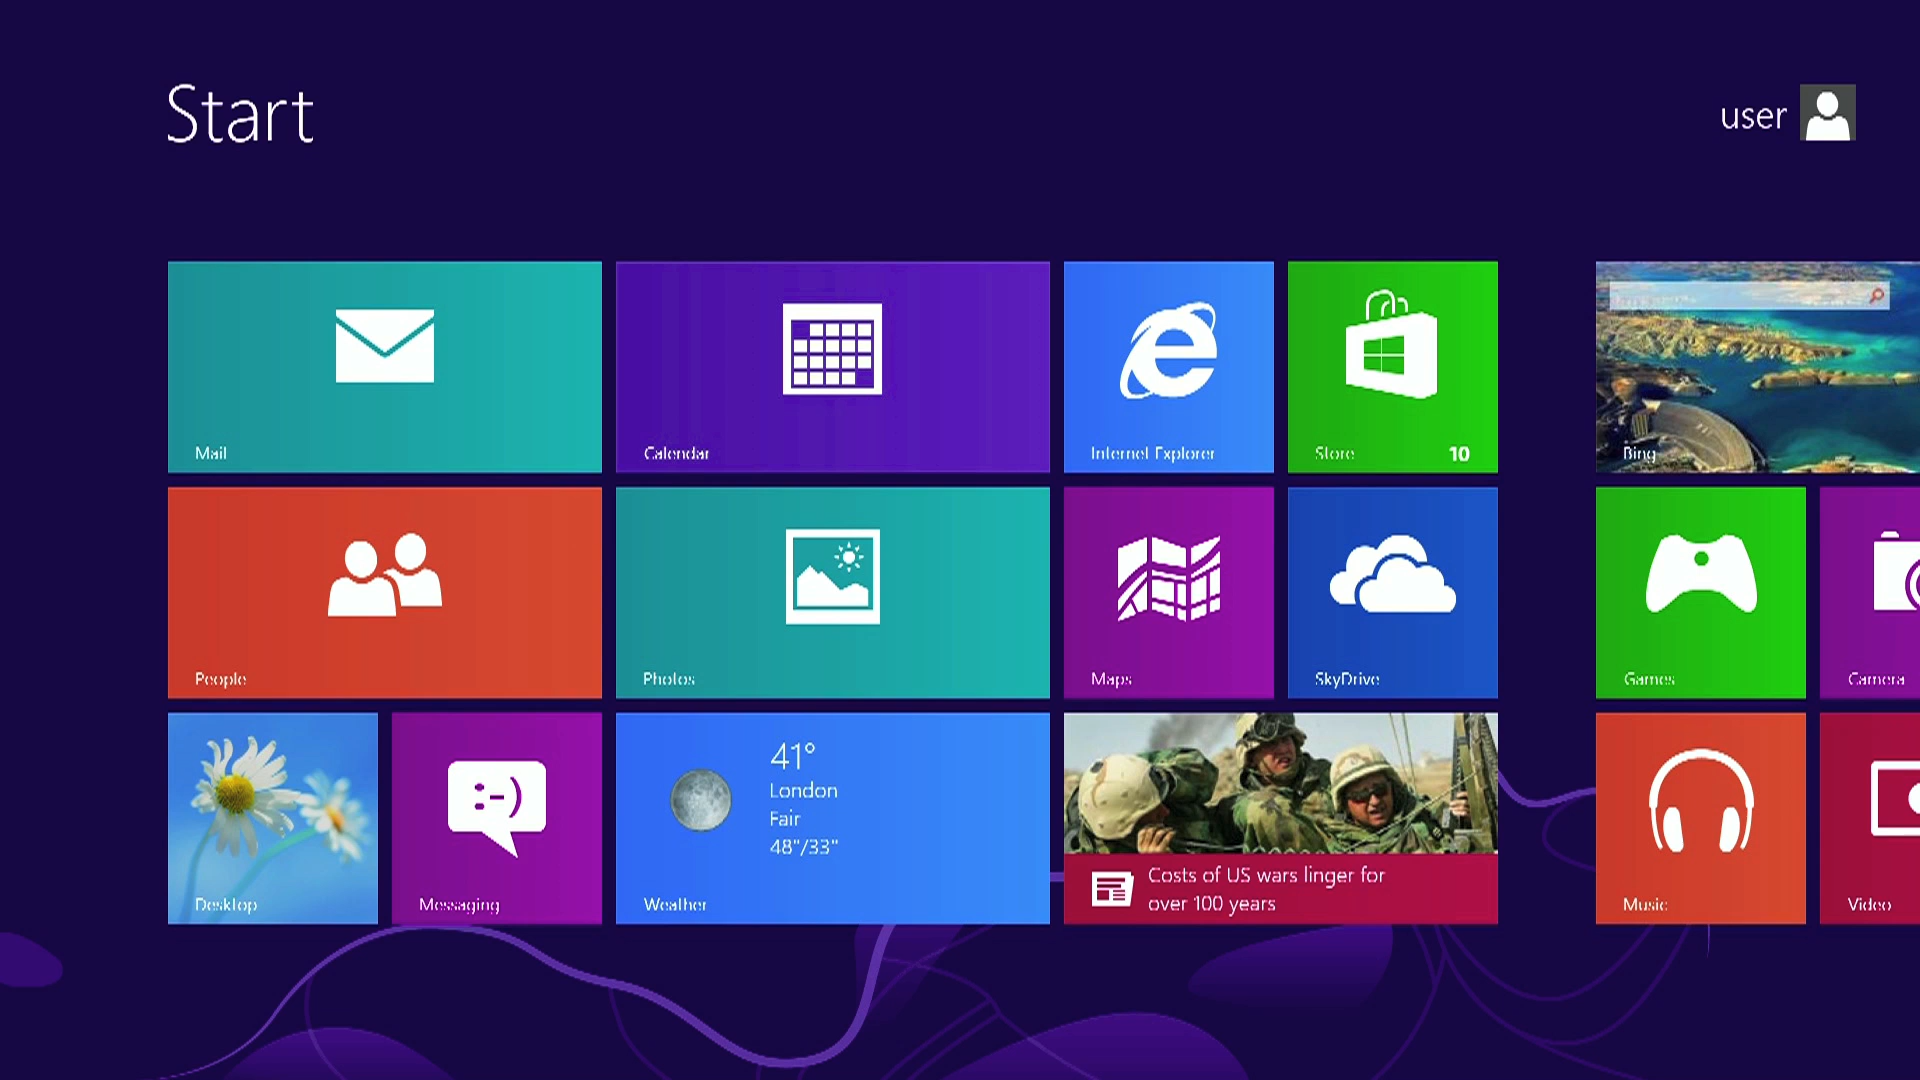 Start
user
Mail
Calendar
Internet Explorer
Store
10
Bing
People
Photos
Maps
SkyDrive
Games
Camera
Desktop
:-)
Messaging
41°
London
Fair
48°/33°
Weather
Costs of US wars linger for
over 100 years
Music
Video